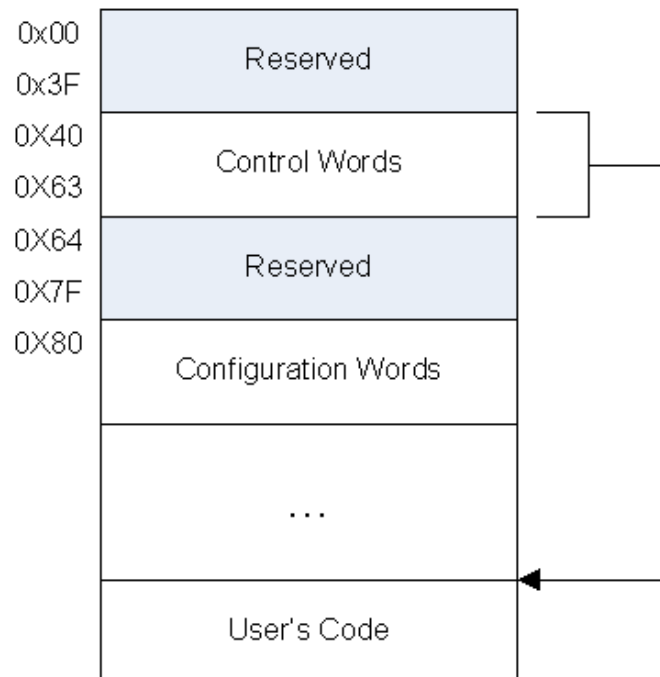 0x00
Reserved
0x3F
0X40
Control Words
0X63
0X64
Reserved
0X7F
0X80
Configuration Words
...
User's Code